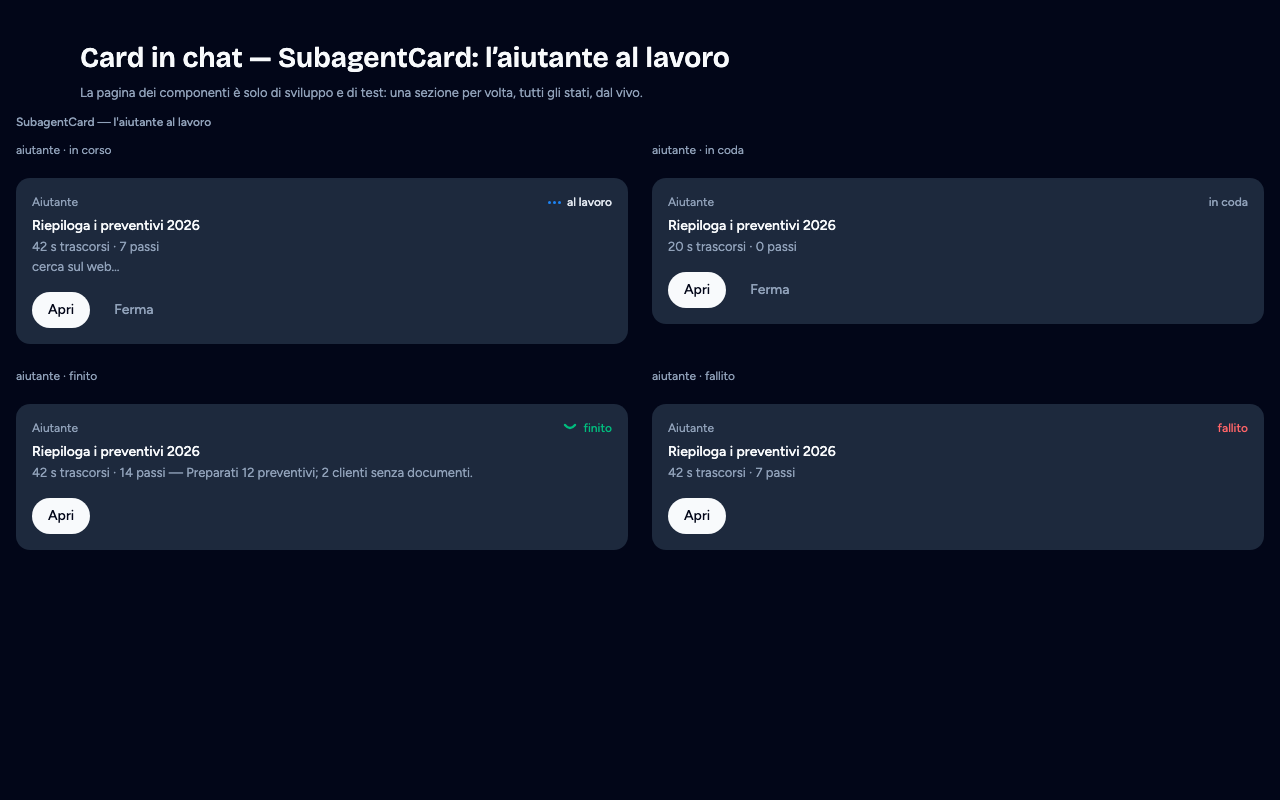 Card in chat — SubagentCard: l’aiutante al lavoro
La pagina dei componenti è solo di sviluppo e di test: una sezione per volta, tutti gli stati, dal vivo.
SubagentCard — l'aiutante al lavoro
aiutante · in corso
Aiutante
al lavoro
Riepiloga i preventivi 2026
42 s trascorsi · 7 passi
cerca sul web…
Apri
Ferma
aiutante · in coda
Aiutante
in coda
Riepiloga i preventivi 2026
20 s trascorsi · 0 passi
Apri
Ferma
aiutante · finito
Aiutante
finito
Riepiloga i preventivi 2026
42 s trascorsi · 14 passi — Preparati 12 preventivi; 2 clienti senza documenti.
Apri
aiutante · fallito
Aiutante
fallito
Riepiloga i preventivi 2026
42 s trascorsi · 7 passi
Apri